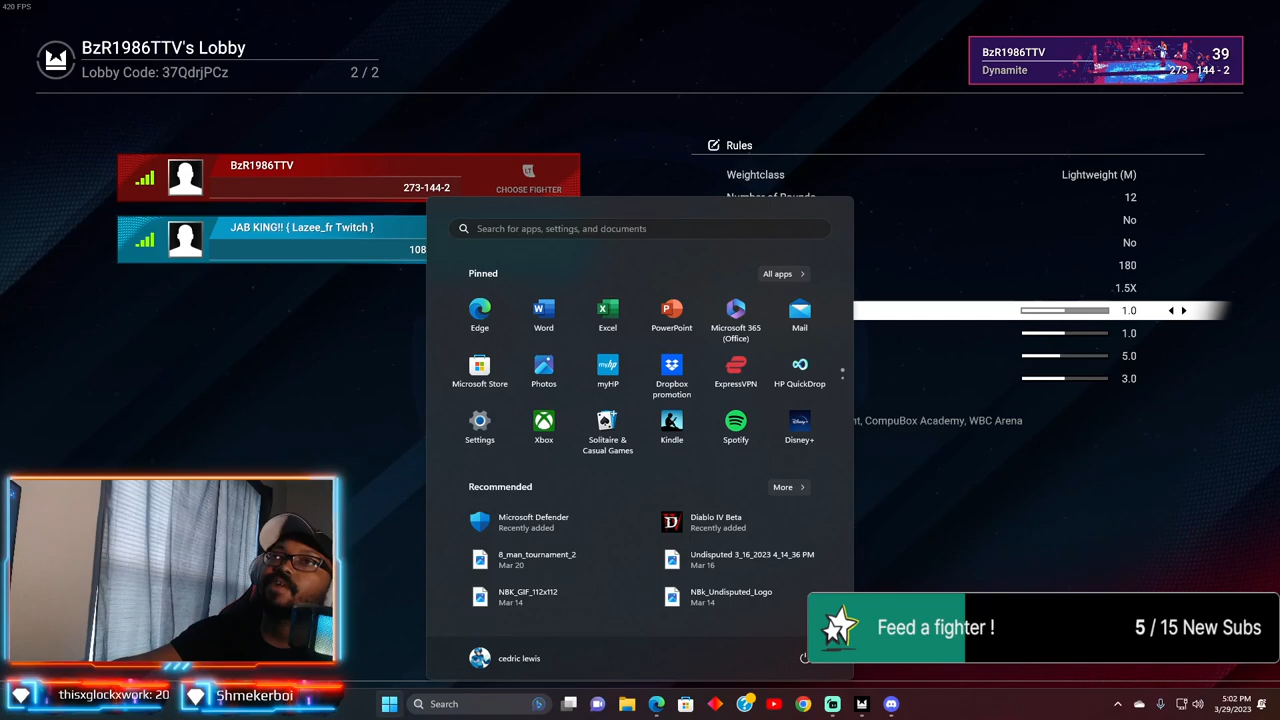 420 FPS
BzR1986TTV's Lobby
Lobby Code: 37QdrjPCz
2 / 2
BzR1986TTV
39
Dynamite
273 - 144 - 2
BzR1986TTV
273-144-2
LT
CHOOSE FIGHTER
JAB KING!! { Lazee_fr Twitch }
108
Rules
Weightclass
Lightweight (M)
Number of Rounds
12
No
No
180
1.5X
1.0
1.0
5.0
3.0
nt, CompuBox Academy, WBC Arena
Search for apps, settings, and documents
Pinned
All apps
Edge
Word
Excel
PowerPoint
Microsoft 365
(Office)
Mail
Microsoft Store
Photos
myHP
Dropbox
promotion
ExpressVPN
HP QuickDrop
Settings
Xbox
Solitaire &
Casual Games
Kindle
Spotify
Disney+
Recommended
More
Microsoft Defender
Recently added
Diablo IV Beta
Recently added
8_man_tournament_2
Mar 20
Undisputed 3_16_2023 4_14_36 PM
Mar 16
NBK_GIF_112x112
Mar 14
NBk_Undisputed_Logo
Mar 14
cedric lewis
Feed a fighter !
5 / 15 New Subs
thisxglockxwork: 20
Shmekerboi
Search
5:02 PM
3/29/2023